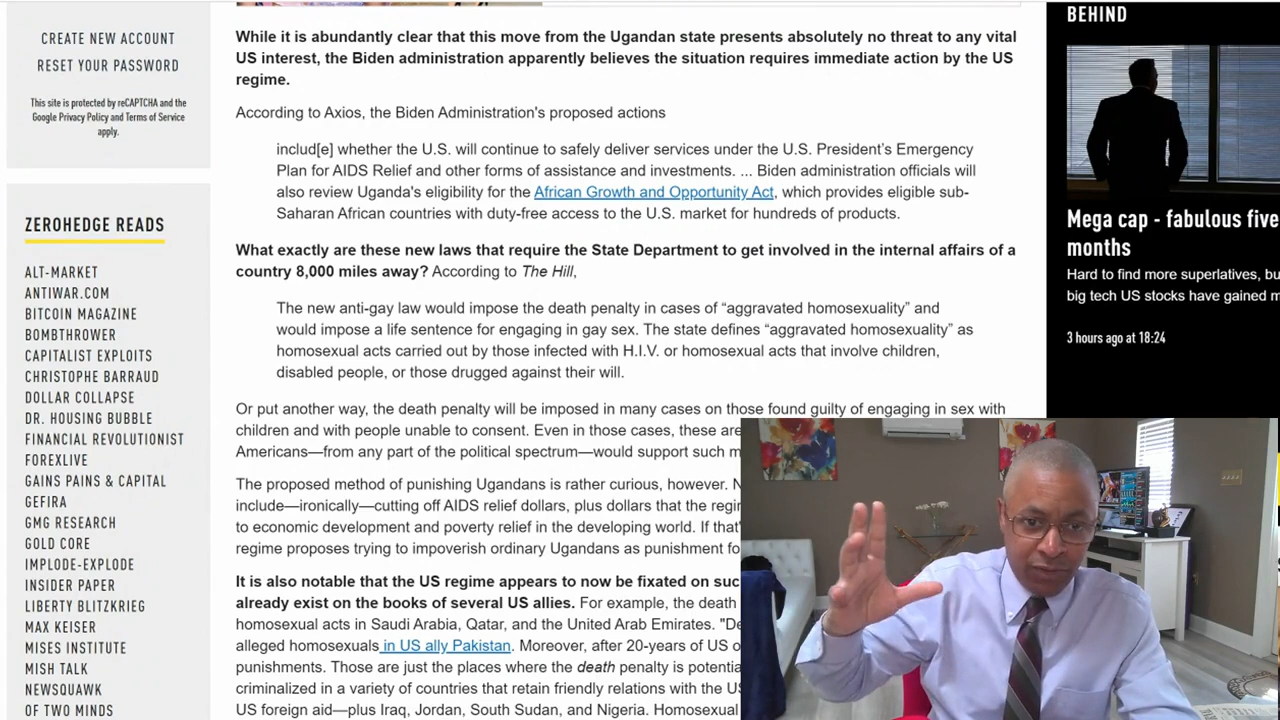 CREATE NEW ACCOUNT
RESET YOUR PASSWORD
This site is protected by reCAPTCHA and the
Google Privacy Policy and Terms of Service
apply.
ZEROHEDGE READS
ALT-MARKET
ANTIWAR.COM
BITCOIN MAGAZINE
BOMBTHROWER
CAPITALIST EXPLOITS
CHRISTOPHE BARRAUD
DOLLAR COLLAPSE
DR. HOUSING BUBBLE
FINANCIAL REVOLUTIONIST
FOREXLIVE
GAINS PAINS & CAPITAL
GEFIRA
GMG RESEARCH
GOLD CORE
IMPLODE-EXPLODE
INSIDER PAPER
LIBERTY BLITZKRIEG
MAX KEISER
MISES INSTITUTE
MISH TALK
NEWSQUAWK
OF TWO MINDS
While it is abundantly clear that this move from the Ugandan state presents absolutely no threat to any vital
US interest, the Biden administration apparently believes the situation requires immediate action by the US
regime.
According to Axios, the Biden Administration's proposed actions
includ[e] whether the U.S. will continue to safely deliver services under the U.S. President's Emergency
Plan for AIDS Relief and other forms of assistance and investments. ... Biden administration officials will
also review Uganda's eligibility for the African Growth and Opportunity Act, which provides eligible sub-
Saharan African countries with duty-free access to the U.S. market for hundreds of products.
What exactly are these new laws that require the State Department to get involved in the internal affairs of a
country 8,000 miles away? According to The Hill,
The new anti-gay law would impose the death penalty in cases of “aggravated homosexuality” and
would impose a life sentence for engaging in gay sex. The state defines “aggravated homosexuality” as
homosexual acts carried out by those infected with H.I.V. or homosexual acts that involve children,
disabled people, or those drugged against their will.
Or put another way, the death penalty will be imposed in many cases on those found guilty of engaging in sex with
children and with people unable to consent. Even in those cases, these are
Americans—from any part of the political spectrum—would support such m
The proposed method of punishing Ugandans is rather curious, however. N
include—ironically—cutting off AIDS relief dollars, plus dollars that the regi
to economic development and poverty relief in the developing world. If that'
regime proposes trying to impoverish ordinary Ugandans as punishment fo
It is also notable that the US regime appears to now be fixated on suc
already exist on the books of several US allies. For example, the death
homosexual acts in Saudi Arabia, Qatar, and the United Arab Emirates. "De
alleged homosexuals in US ally Pakistan. Moreover, after 20-years of US o
punishments. Those are just the places where the death penalty is potentia
criminalized in a variety of countries that retain friendly relations with the US
US foreign aid—plus Iraq, Jordan, South Sudan, and Nigeria. Homosexual
BEHIND
Mega cap - fabulous five
months
Hard to find more superlatives, bu
big tech US stocks have gained m
3 hours ago at 18:24